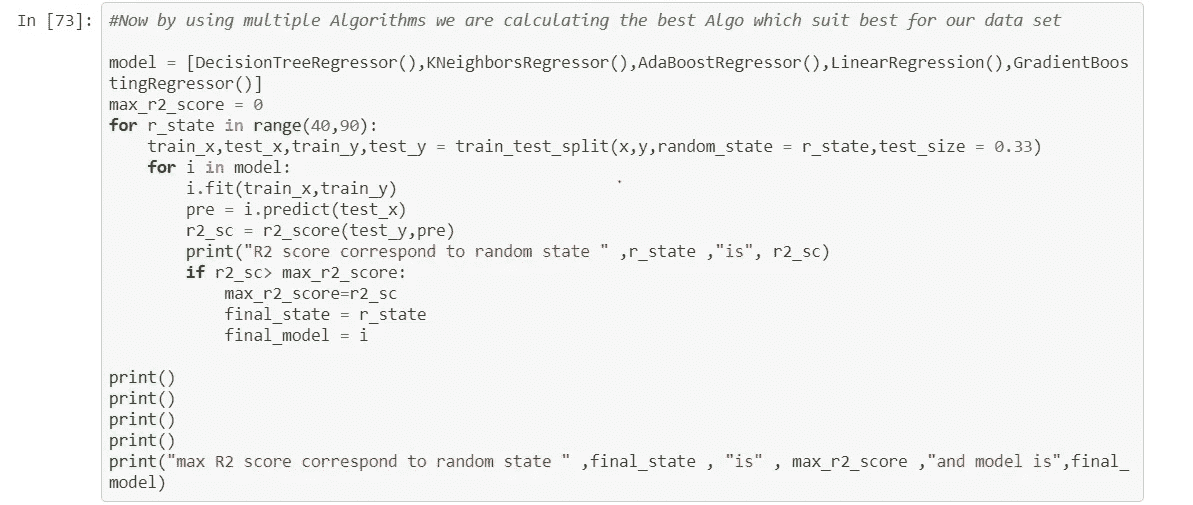 In [73]: #Now by using multiple Algorithms we are calculating the best Algo which suit best for our data set
model = [DecisionTreeRegressor(),KNeighborsRegressor(),AdaBoostRegressor(),LinearRegression(),GradientBoos
tingRegressor()]
max_r2_score = 0
for r_state in range(40,90):
    train_x,test_x,train_y,test_y = train_test_split(x,y,random_state = r_state,test_size = 0.33)
    for i in model:
        i.fit(train_x,train_y)
        pre = i.predict(test_x)
        r2_sc = r2_score(test_y,pre)
        print("R2 score correspond to random state " ,r_state ,"is", r2_sc)
        if r2_sc> max_r2_score:
            max_r2_score=r2_sc
            final_state = r_state
            final_model = i
print()
print()
print()
print()
print("max R2 score correspond to random state " ,final_state , "is" , max_r2_score ,"and model is",final_
model)